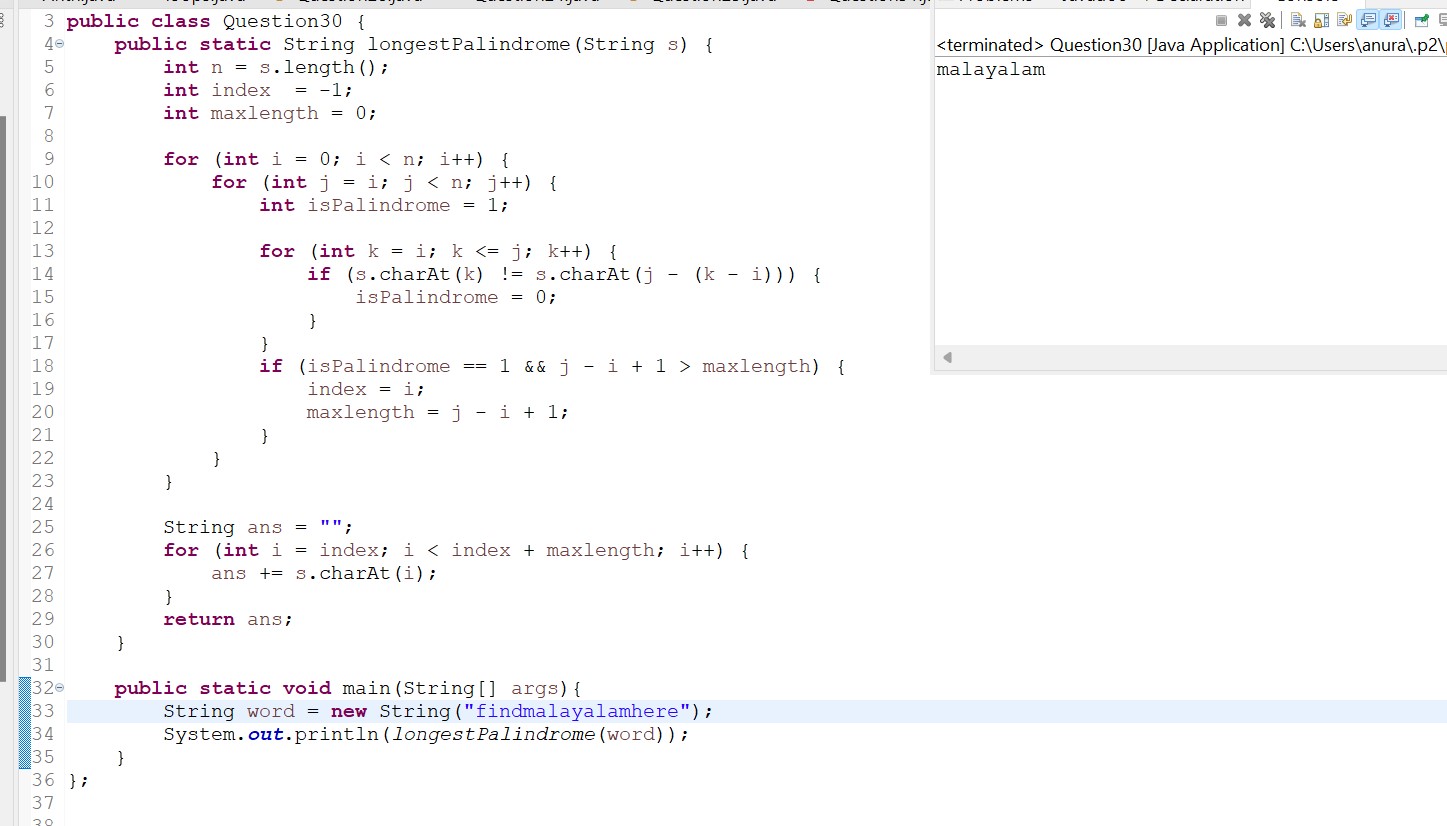 3 public class Question30 {
4 public static String longestPalindrome(String s) {
5 int n = s.length();
6 int index  = -1;
7 int maxlength = 0;
8
9 for (int i = 0; i < n; i++) {
10 for (int j = i; j < n; j++) {
11 int isPalindrome = 1;
12
13 for (int k = i; k <= j; k++) {
14 if (s.charAt(k) != s.charAt(j - (k - i))) {
15 isPalindrome = 0;
16 }
17 }
18 if (isPalindrome == 1 && j - i + 1 > maxlength) {
19 index = i;
20 maxlength = j - i + 1;
21 }
22 }
23 }
24
25 String ans = "";
26 for (int i = index; i < index + maxlength; i++) {
27 ans += s.charAt(i);
28 }
29 return ans;
30 }
31
32 public static void main(String[] args){
33 String word = new String("findmalayalamhere");
34 System.out.println(longestPalindrome(word));
35 }
36 };
37
38
<terminated> Question30 [Java Application] C:\Users\anura\.p2\
malayalam